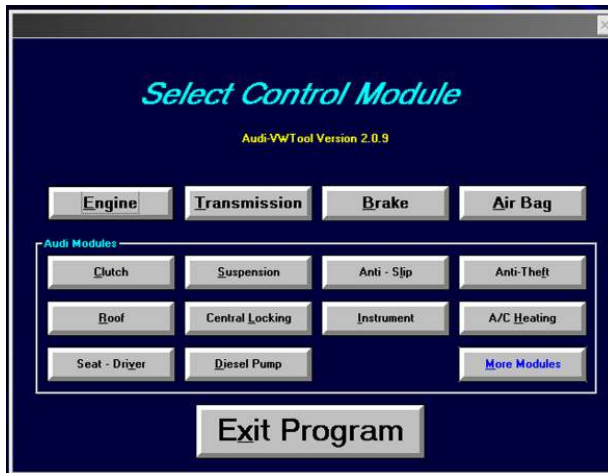 Select Control Module
Audi-VWTool Version 2.0.9
Engine Transmission Brake Air Bag
Audi Modules
Clutch Suspension Anti - Slip Anti-Theft
Roof Central Locking Instrument A/C Heating
Seat - Driver Diesel Pump More Modules
Exit Program